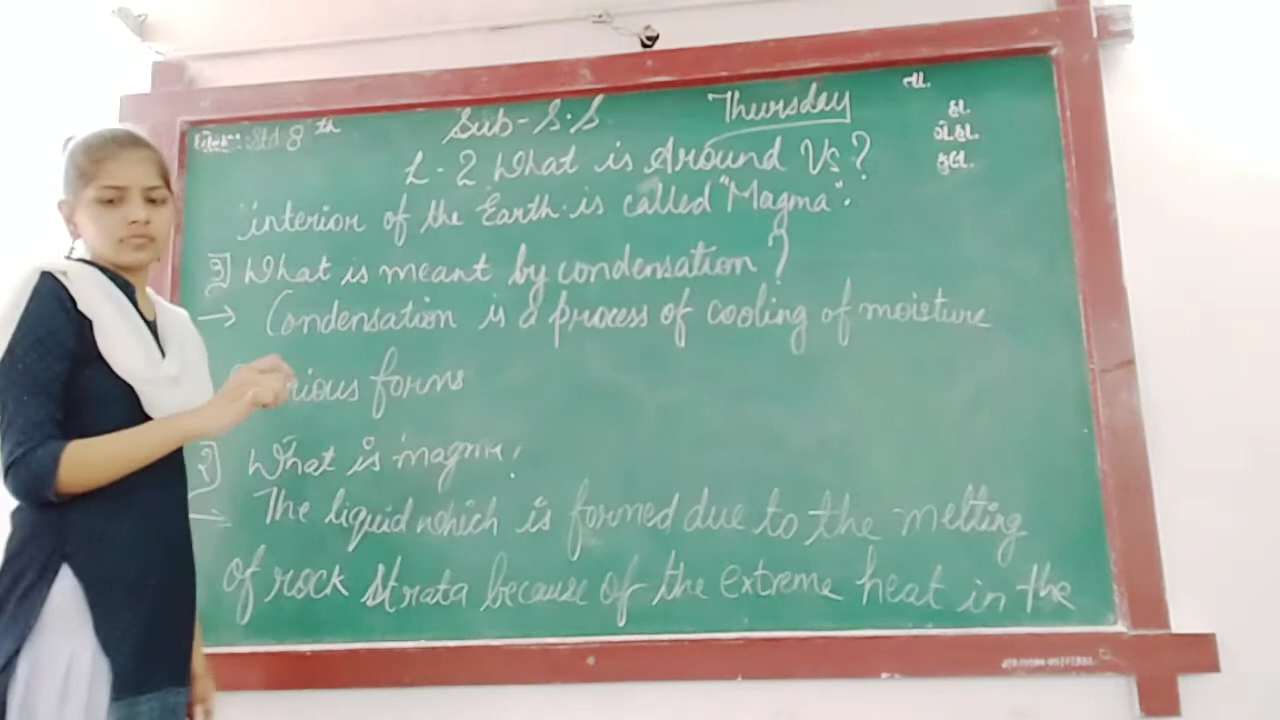 Std 8th
Sub-S.S
Thursday
તા.
L-2 What is Around Us?
હા.
ગે.હા.
કુલ.
interior of the Earth is called "Magma".
3] What is meant by condensation?
→ Condensation is a process of cooling of moisture
rious forms
2] What is magma?
→ The liquid which is formed due to the melting
of rock strata because of the extreme heat in the